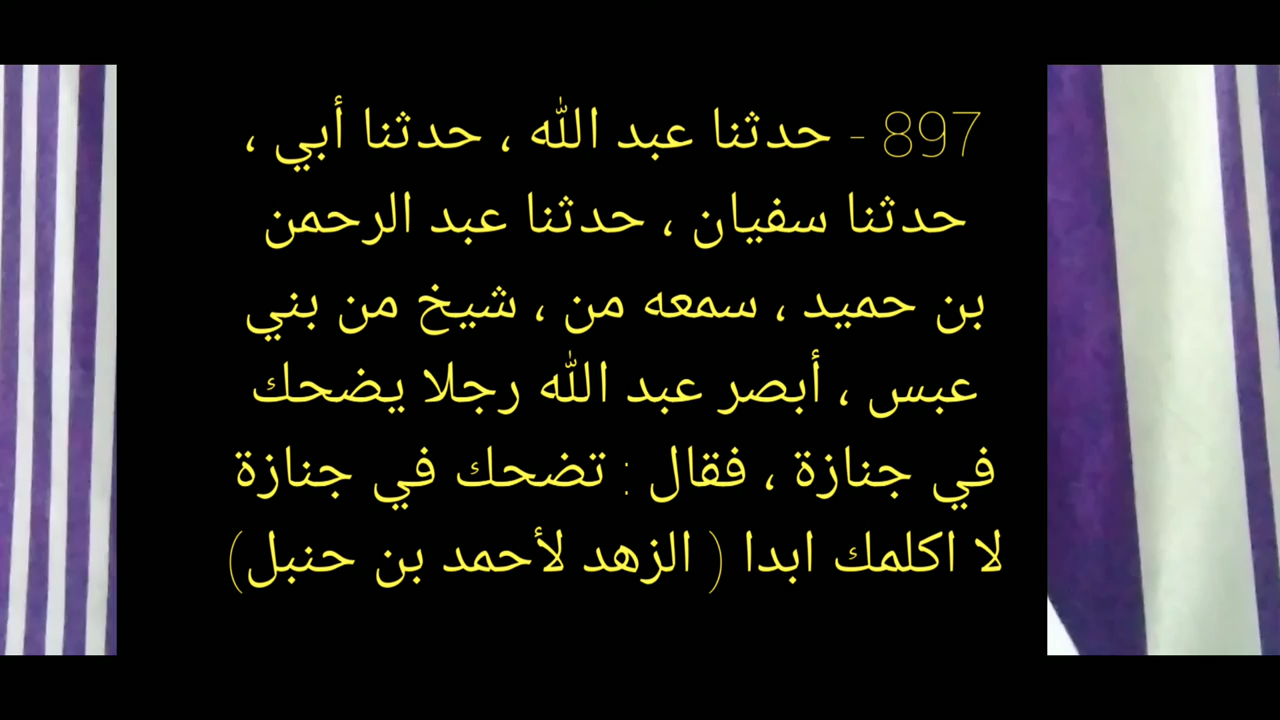 897 - حدثنا عبد الله ، حدثنا أبي ،
حدثنا سفيان ، حدثنا عبد الرحمن
بن حميد ، سمعه من ، شيخ من بني
عبس ، أبصر عبد الله رجلا يضحك
في جنازة ، فقال : تضحك في جنازة
لا اكلمك ابدا ( الزهد لأحمد بن حنبل)